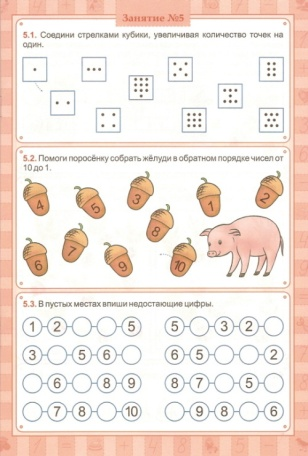 Занятие №5
5.1. Соедини стрелками кубики, увеличивая количество точек на
один.
5.2. Помоги поросёнку собрать жёлуди в обратном порядке чисел от
10 до 1.
4 5 3 8 1 2
6 7 9 10
5.3. В пустых местах впиши недостающие цифры.
1 2 5 5 3 2
3 5 6 6 2
6 8 9 8 7 5
7 8 10 9 8 6